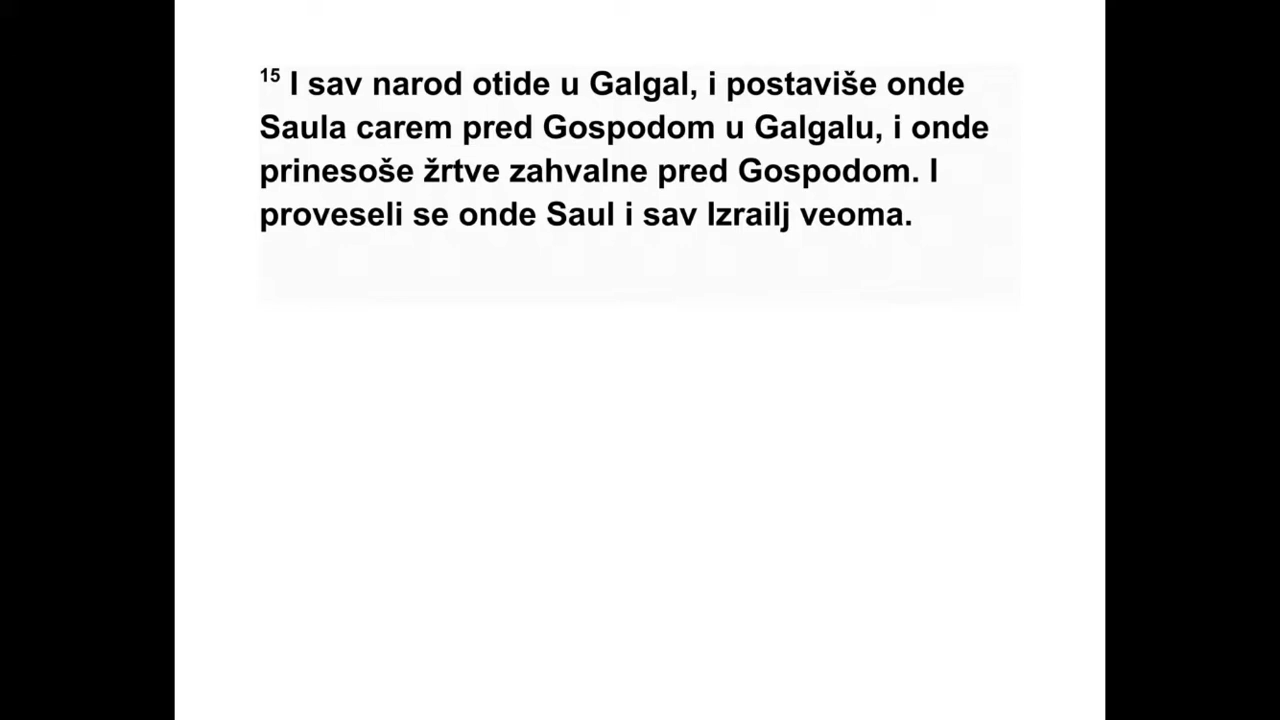 15 I sav narod otide u Galgal, i postaviše onde
Saula carem pred Gospodom u Galgalu, i onde
prinesoše žrtve zahvalne pred Gospodom. I
proveseli se onde Saul i sav Izrailj veoma.